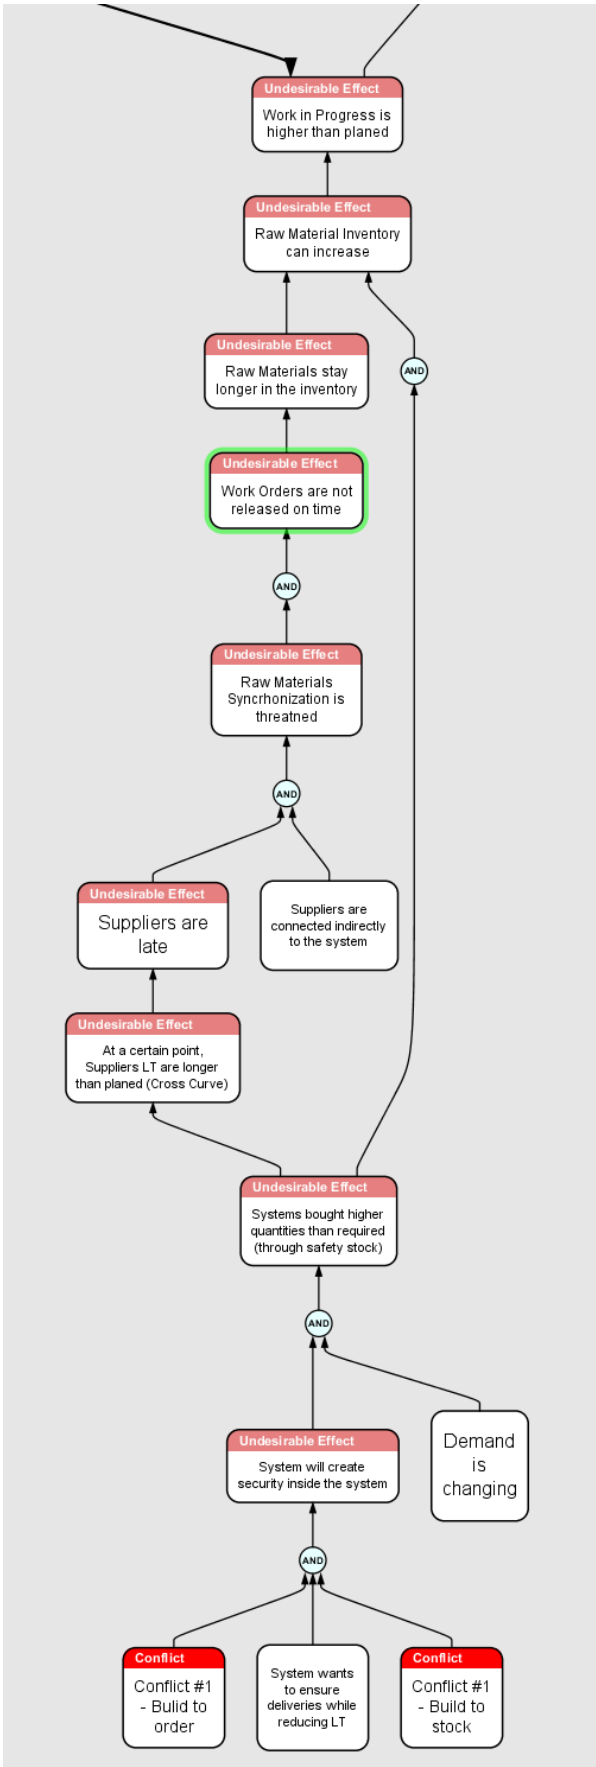 Undesirable Effect
Work in Progress is
higher than planed
Undesirable Effect
Raw Material Inventory
can increase
Undesirable Effect
Raw Materials stay
longer in the inventory
AND
Undesirable Effect
Work Orders are not
released on time
AND
Undesirable Effect
Raw Materials
Syncrhonization is
threatned
AND
Undesirable Effect
Suppliers are
late
Suppliers are
connected indirectly
to the system
Undesirable Effect
At a certain point,
Suppliers LT are longer
than planed (Cross Curve)
Undesirable Effect
Systems bought higher
quantities than required
(through safety stock)
AND
Undesirable Effect
System will create
security inside the system
Demand
is
changing
AND
Conflict
Conflict #1
- Bulid to
order
System wants
to ensure
deliveries while
reducing LT
Conflict
Conflict #1
- Build to
stock